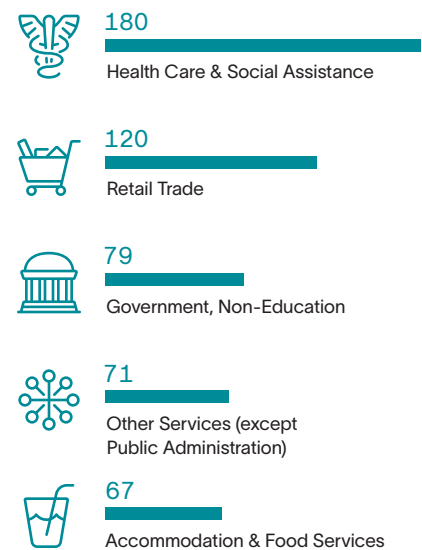 180
Health Care & Social Assistance
120
Retail Trade
79
Government, Non-Education
71
Other Services (except
Public Administration)
67
Accommodation & Food Services